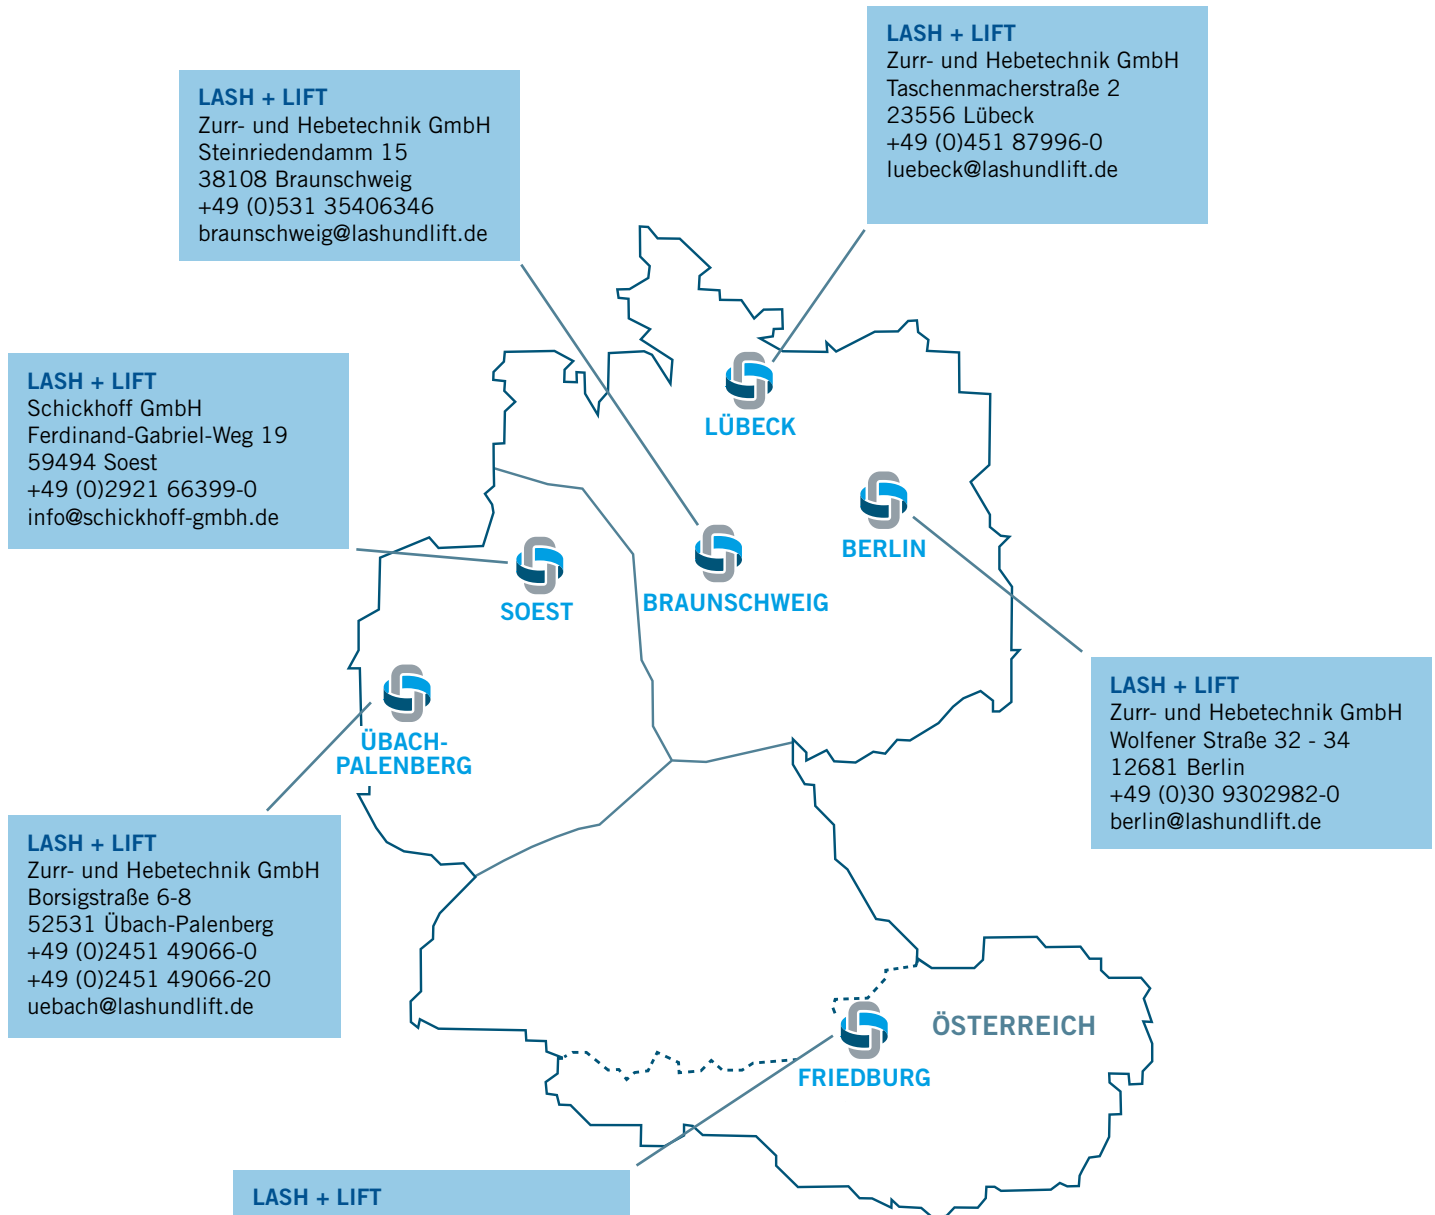 LASH + LIFT
Zurr- und Hebetechnik GmbH
Taschenmacherstraße 2
23556 Lübeck
+49 (0)451 87996-0
luebeck@lashundlift.de
LASH + LIFT
Zurr- und Hebetechnik GmbH
Steinriedendamm 15
38108 Braunschweig
+49 (0)531 35406346
braunschweig@lashundlift.de
LASH + LIFT
Schickhoff GmbH
Ferdinand-Gabriel-Weg 19
59494 Soest
+49 (0)2921 66399-0
info@schickhoff-gmbh.de
LÜBECK
BERLIN
BRAUNSCHWEIG
SOEST
ÜBACH-
PALENBERG
LASH + LIFT
Zurr- und Hebetechnik GmbH
Wolfener Straße 32 - 34
12681 Berlin
+49 (0)30 9302982-0
berlin@lashundlift.de
LASH + LIFT
Zurr- und Hebetechnik GmbH
Borsigstraße 6-8
52531 Übach-Palenberg
+49 (0)2451 49066-0
+49 (0)2451 49066-20
uebach@lashundlift.de
ÖSTERREICH
FRIEDBURG
LASH + LIFT